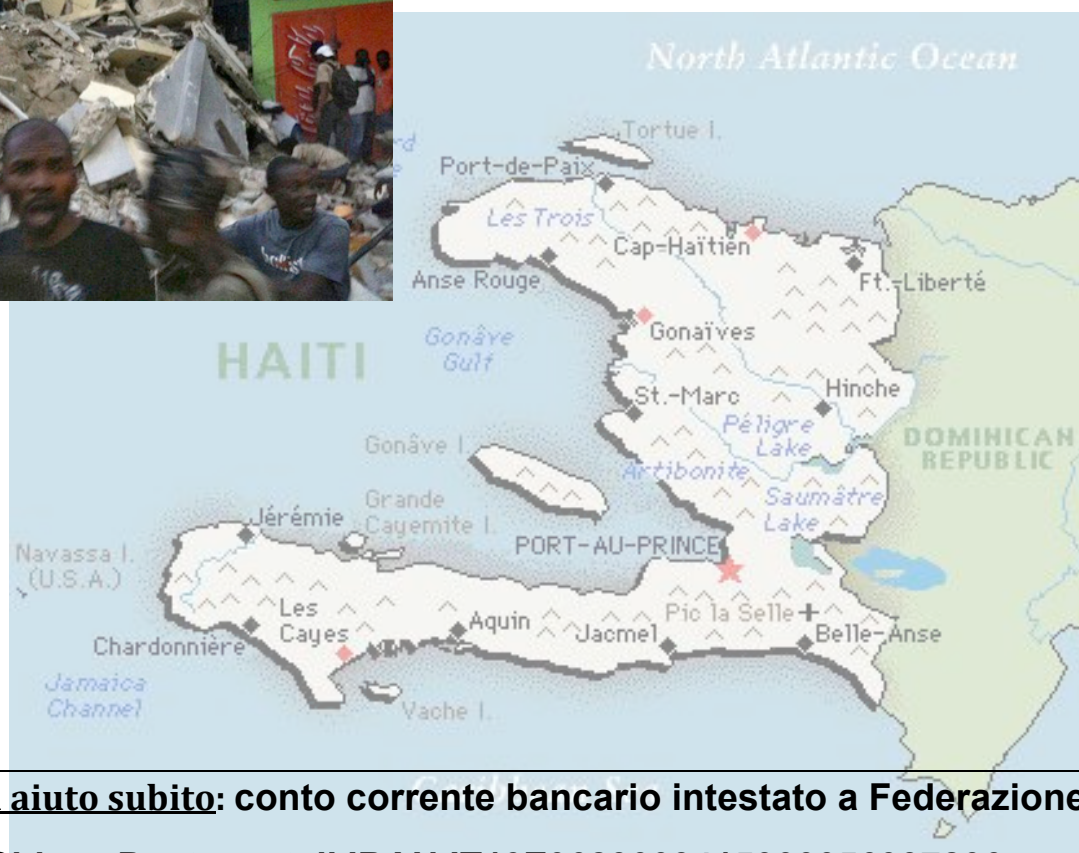 North Atlantic Ocean
Tortue I.
Port-de-Paix
Les Trois
Cap-Haïtien
Anse Rouge
Ft.-Liberté
Gonâve
Gulf
Gonaïves
HAITI
Hinche
St.-Marc
Péligre
Lake
DOMINICAN
REPUBLIC
Gonâve I.
Artibonite
Saumâtre
Lake
Grande
Cayemite I.
Jérémie
PORT-AU-PRINCE
Navassa I.
(U.S.A.)
Les
Cayes
Pic la Selle
Aquin
Jacmel
Belle-Anse
Chardonnière
Jamaica
Channel
Vache I.
aiuto subito: conto corrente bancario intestato a Federazione